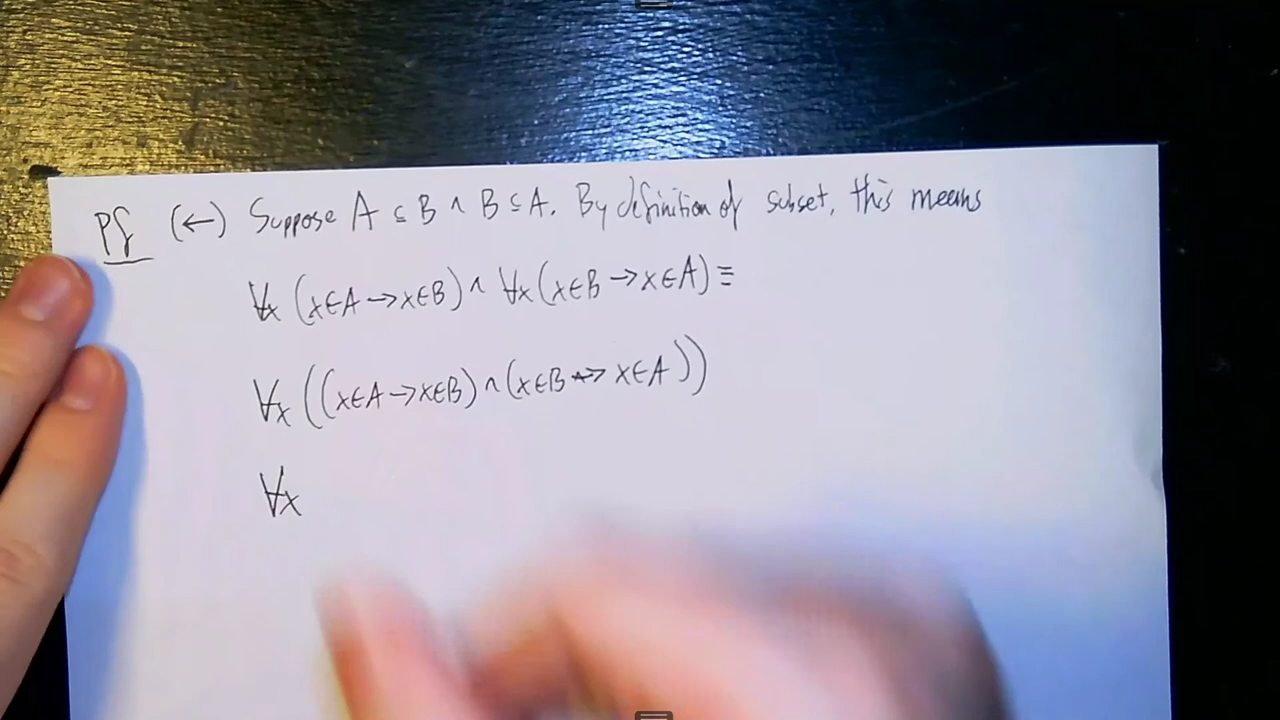 Pf (←) Suppose A ⊆ B ∧ B ⊆ A. By definition of subset, this means
∀x (x∈A → x∈B) ∧ ∀x (x∈B → x∈A) ≡
∀x ((x∈A → x∈B) ∧ (x∈B → x∈A))
∀x